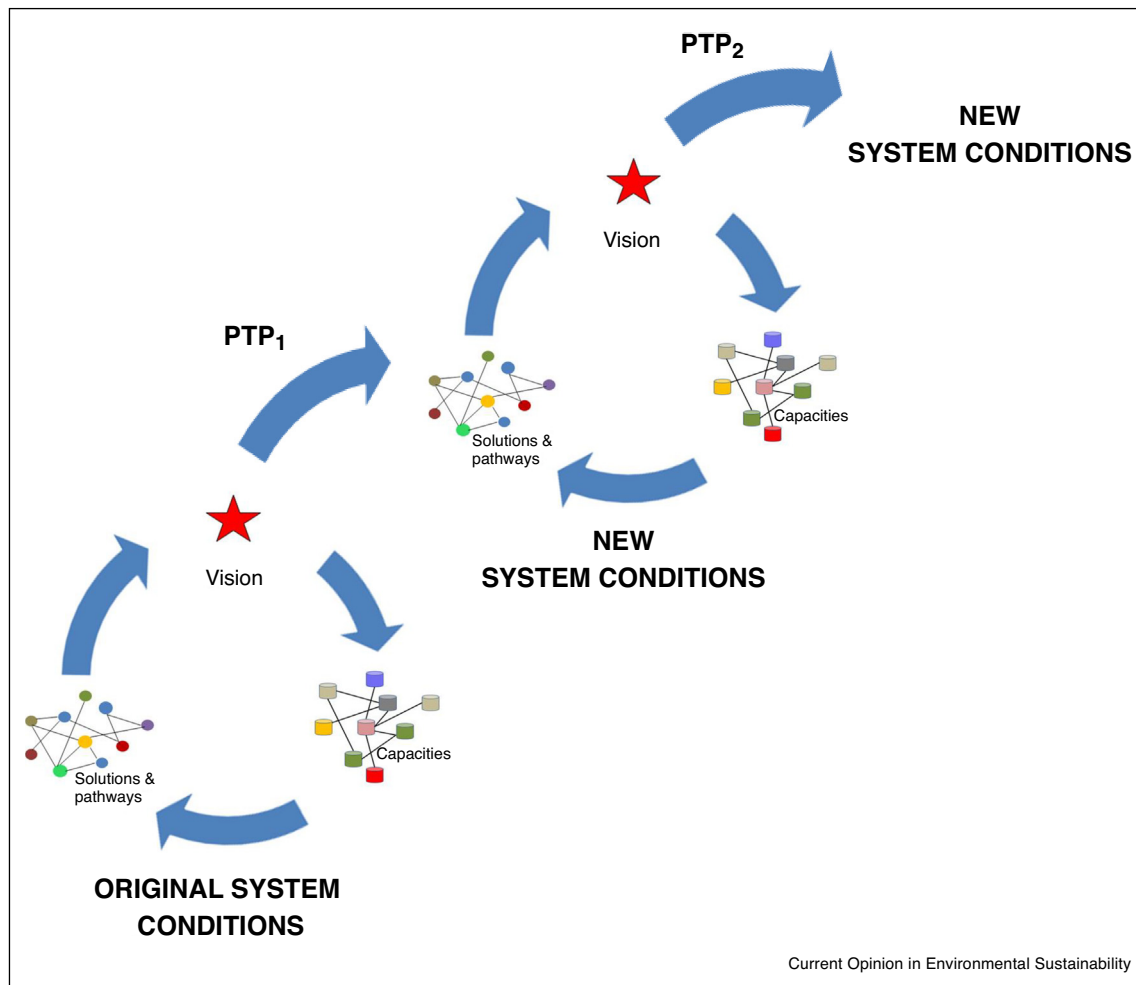 PTP2
NEW
SYSTEM CONDITIONS
Vision
PTP1
Capacities
Solutions &
pathways
NEW
SYSTEM CONDITIONS
Vision
Capacities
Solutions &
pathways
ORIGINAL SYSTEM
CONDITIONS
Current Opinion in Environmental Sustainability